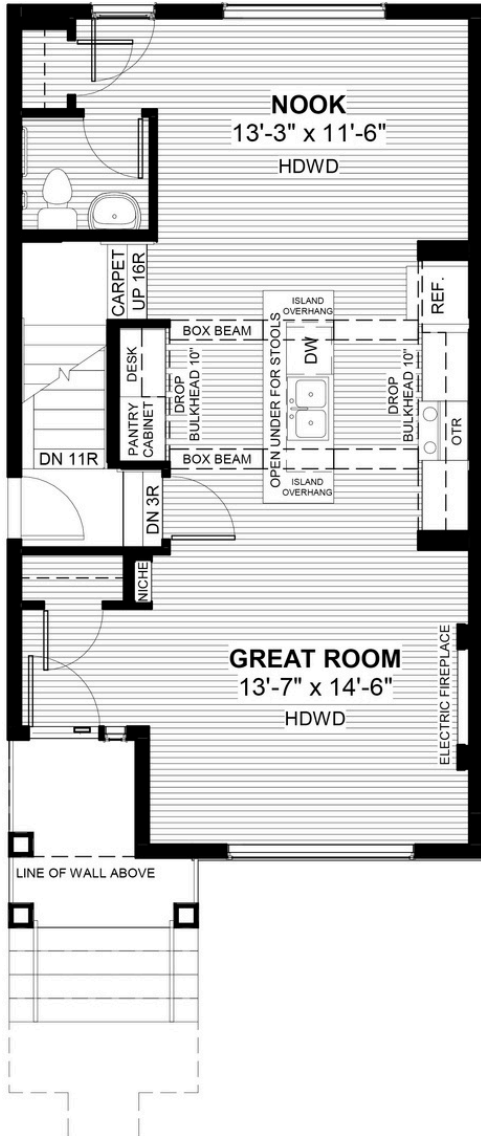 NOOK
13'-3" x 11'-6"
HDWD
CARPET
UP 16R
REF.
ISLAND
OVERHANG
BOX BEAM
DW
OPEN UNDER FOR STOOLS
DESK
PANTRY
CABINET
DROP
BULKHEAD 10"
DROP
BULKHEAD 10"
OTR
BOX BEAM
ISLAND
OVERHANG
DN 11R
DN 3R
NICHE
GREAT ROOM
13'-7" x 14'-6"
HDWD
ELECTRIC FIREPLACE
LINE OF WALL ABOVE